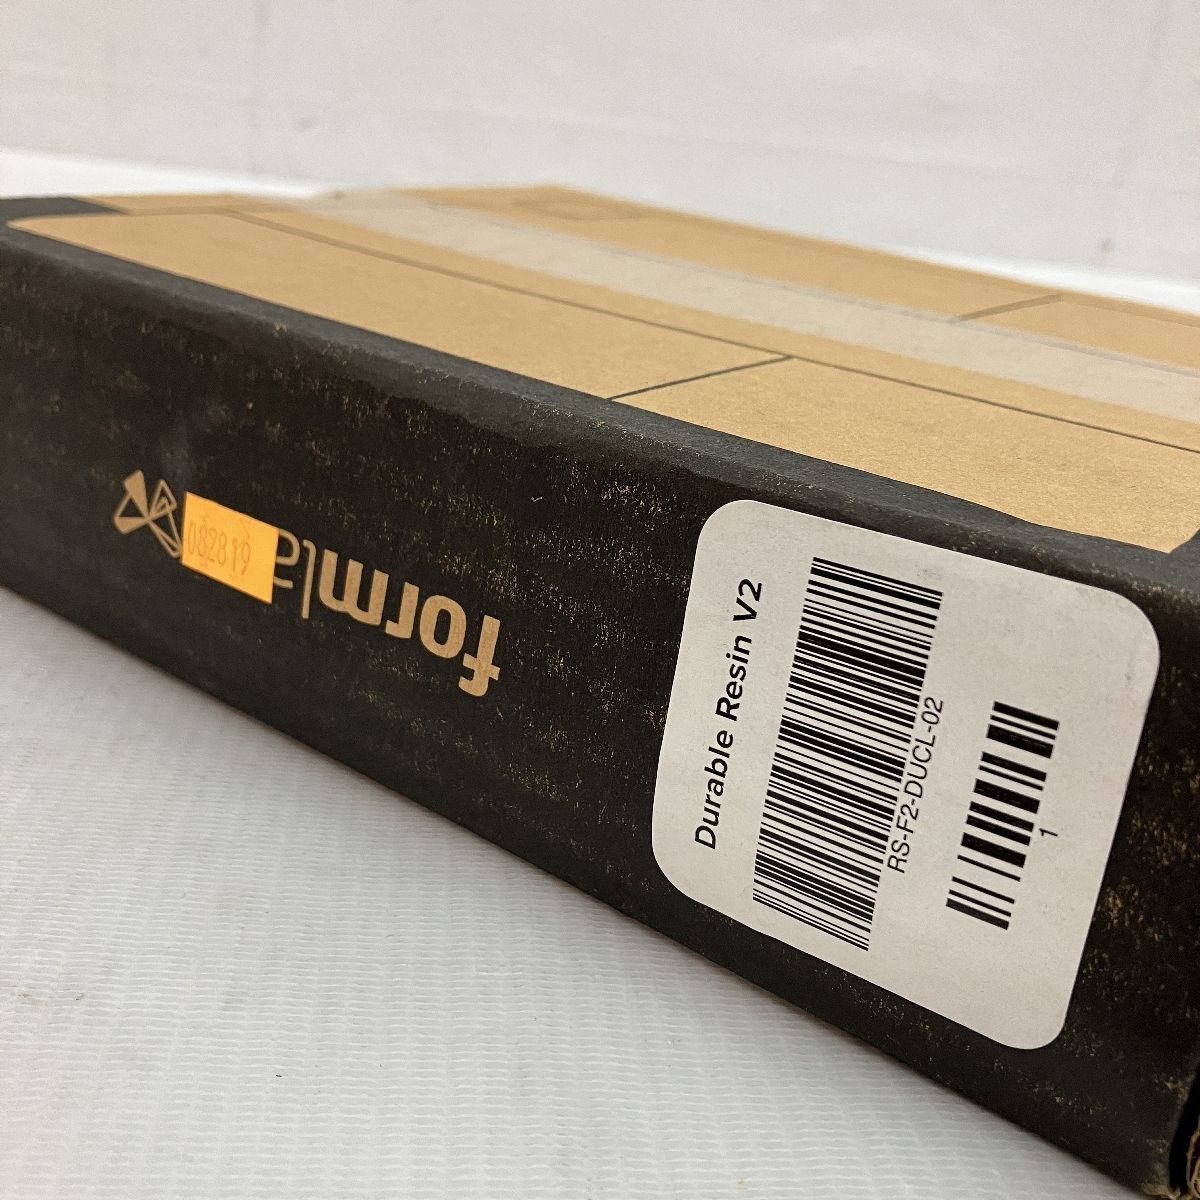 formla
082819
Durable Resin V2
RS-F2-DUCL-02
1